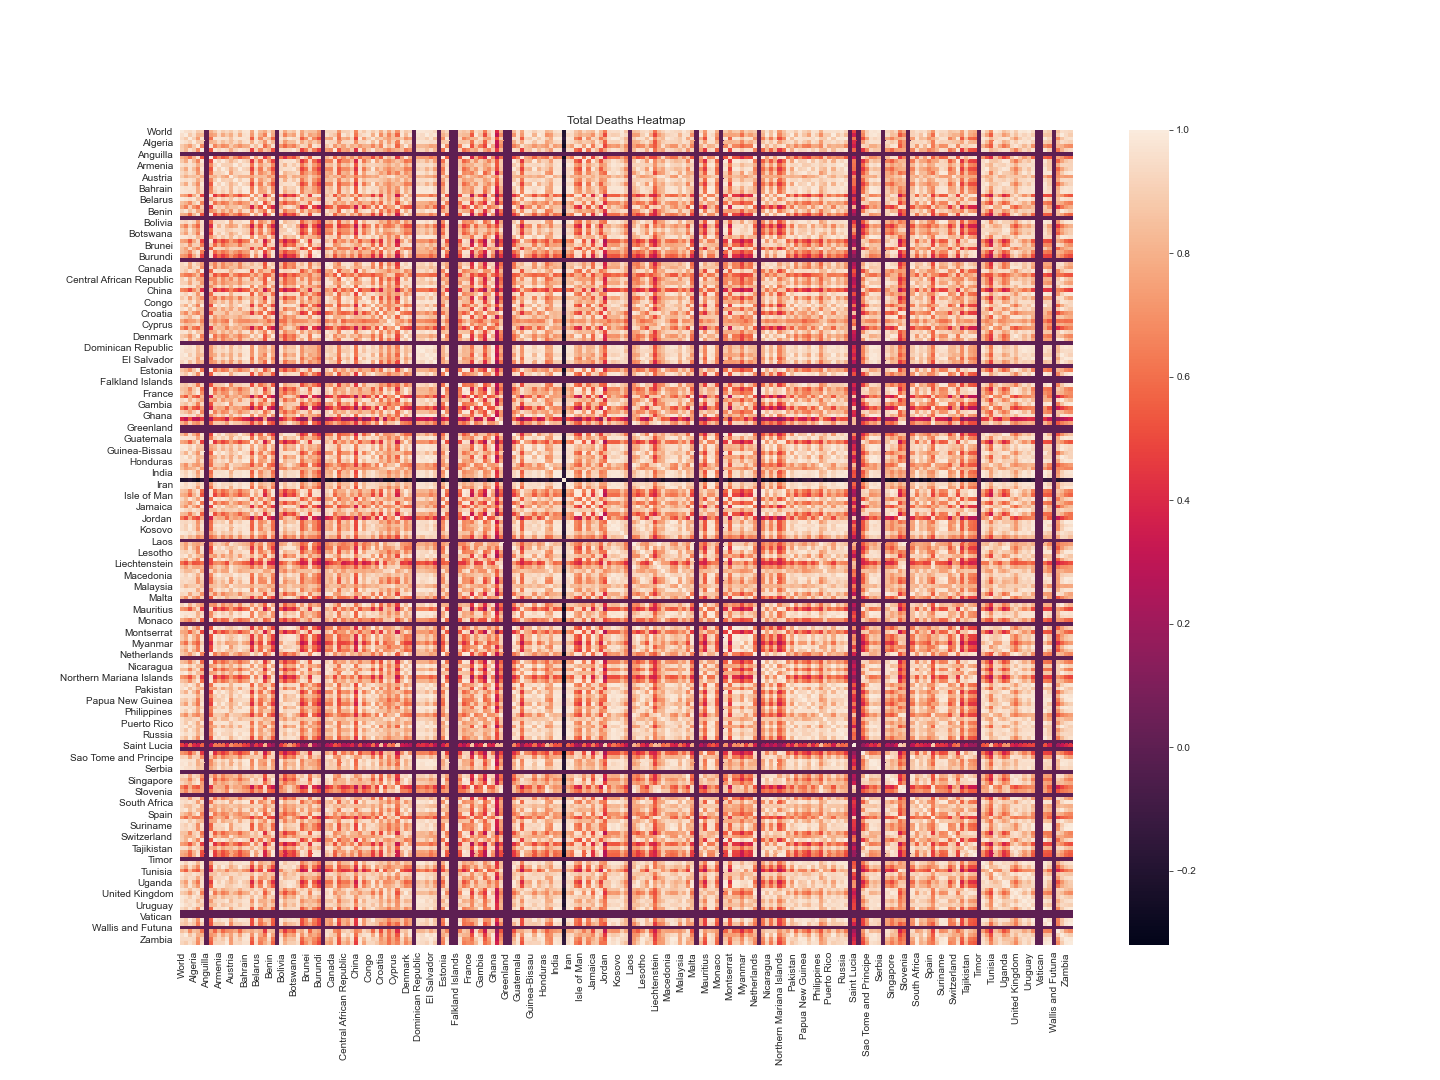 Total Deaths Heatmap
World
Algeria
Anguilla
Armenia
Austria
Bahrain
Belarus
Benin
Bolivia
Botswana
Brunei
Burundi
Canada
Central African Republic
China
Congo
Croatia
Cyprus
Denmark
Dominican Republic
El Salvador
Estonia
Falkland Islands
France
Gambia
Ghana
Greenland
Guatemala
Guinea-Bissau
Honduras
India
Iran
Isle of Man
Jamaica
Jordan
Kosovo
Laos
Lesotho
Liechtenstein
Macedonia
Malaysia
Malta
Mauritius
Monaco
Montserrat
Myanmar
Netherlands
Nicaragua
Northern Mariana Islands
Pakistan
Papua New Guinea
Philippines
Puerto Rico
Russia
Saint Lucia
Sao Tome and Principe
Serbia
Singapore
Slovenia
South Africa
Spain
Suriname
Switzerland
Tajikistan
Timor
Tunisia
Uganda
United Kingdom
Uruguay
Vatican
Wallis and Futuna
Zambia
World
Algeria
Anguilla
Armenia
Austria
Bahrain
Belarus
Benin
Bolivia
Botswana
Brunei
Burundi
Canada
Central African Republic
China
Congo
Croatia
Cyprus
Denmark
Dominican Republic
El Salvador
Estonia
Falkland Islands
France
Gambia
Ghana
Greenland
Guatemala
Guinea-Bissau
Honduras
India
Iran
Isle of Man
Jamaica
Jordan
Kosovo
Laos
Lesotho
Liechtenstein
Macedonia
Malaysia
Malta
Mauritius
Monaco
Montserrat
Myanmar
Netherlands
Nicaragua
Northern Mariana Islands
Pakistan
Papua New Guinea
Philippines
Puerto Rico
Russia
Saint Lucia
Sao Tome and Principe
Serbia
Singapore
Slovenia
South Africa
Spain
Suriname
Switzerland
Tajikistan
Timor
Tunisia
Uganda
United Kingdom
Uruguay
Vatican
Wallis and Futuna
Zambia
1.0
0.8
0.6
0.4
0.2
0.0
−0.2